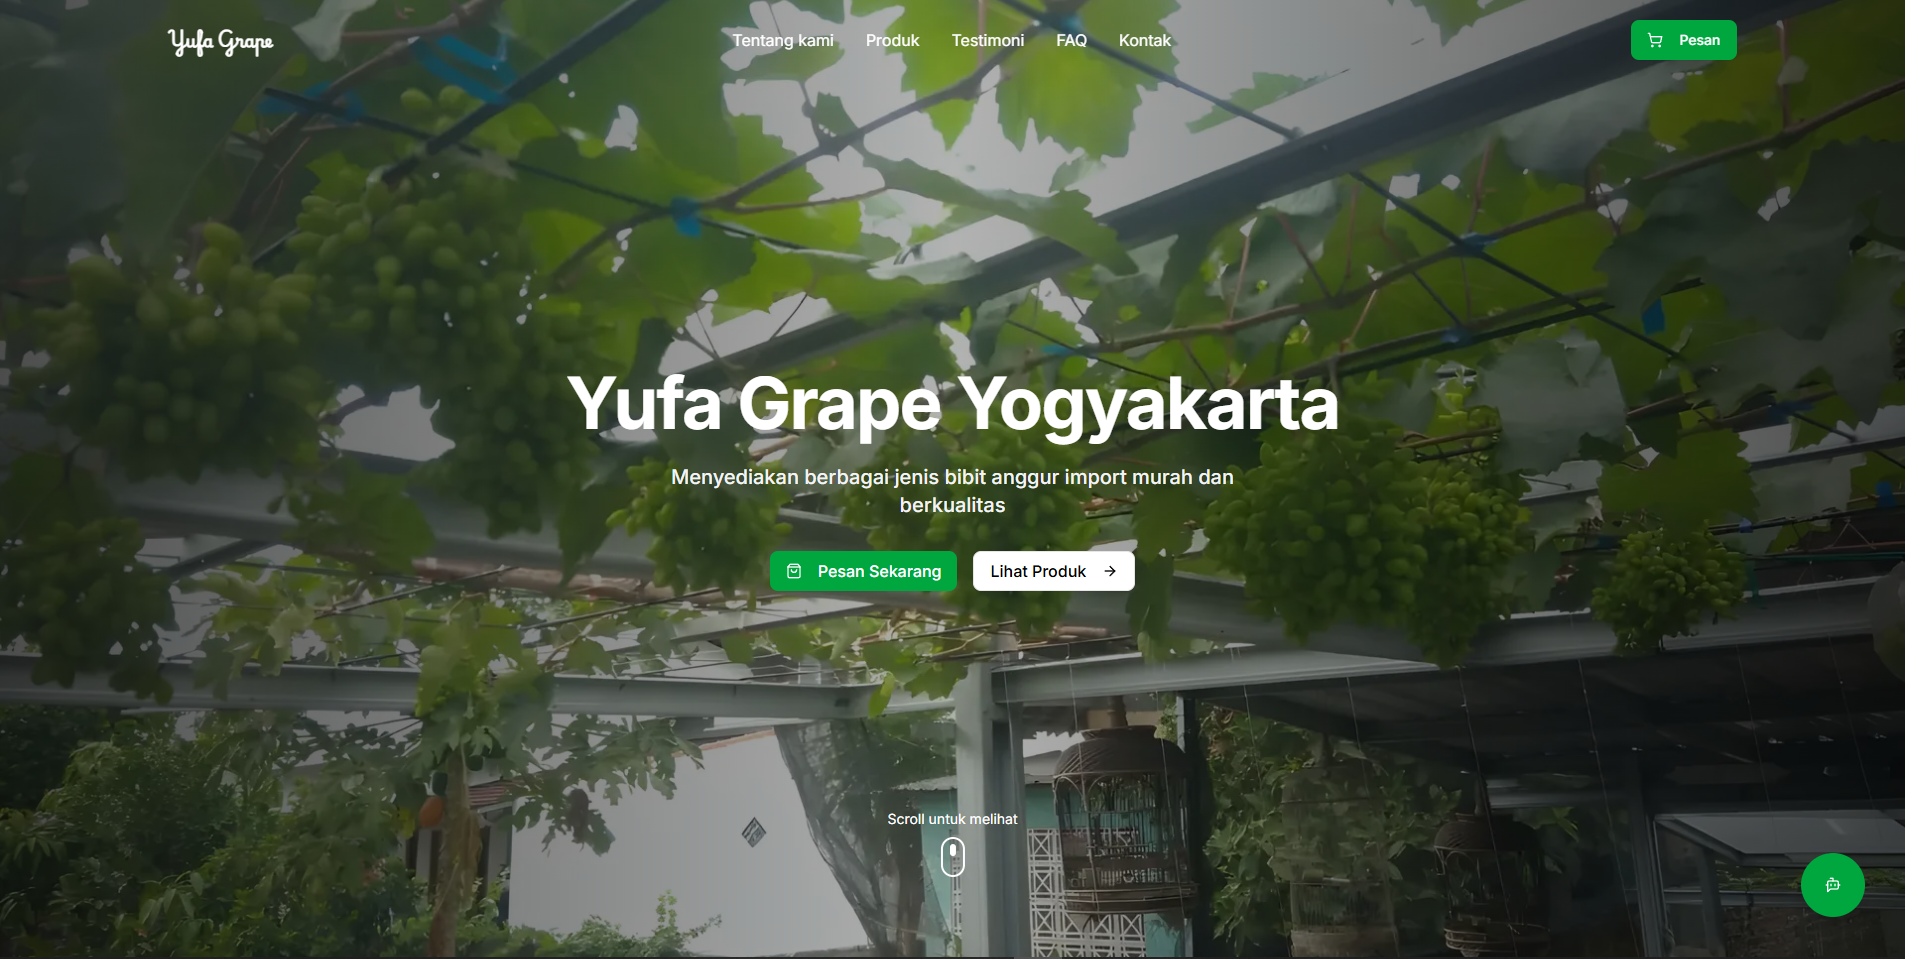 Yufa Grape
Tentang kami
Produk
Testimoni
FAQ
Kontak
Pesan
Yufa Grape Yogyakarta
Menyediakan berbagai jenis bibit anggur import murah dan
berkualitas
Pesan Sekarang
Lihat Produk
Scroll untuk melihat